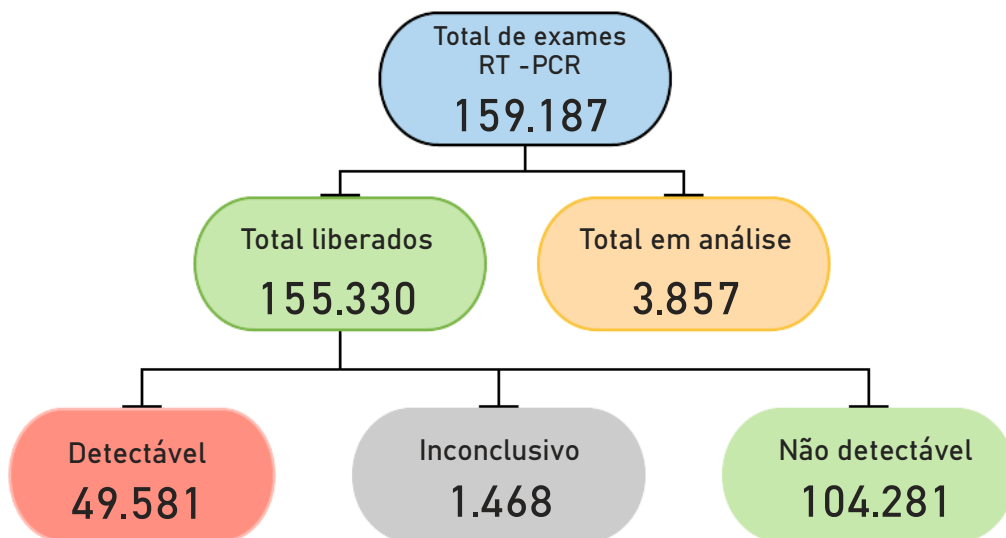 Total de exames
RT -PCR
159.187
Total liberados
155.330
Total em análise
3.857
Detectável
49.581
Inconclusivo
1.468
Não detectável
104.281